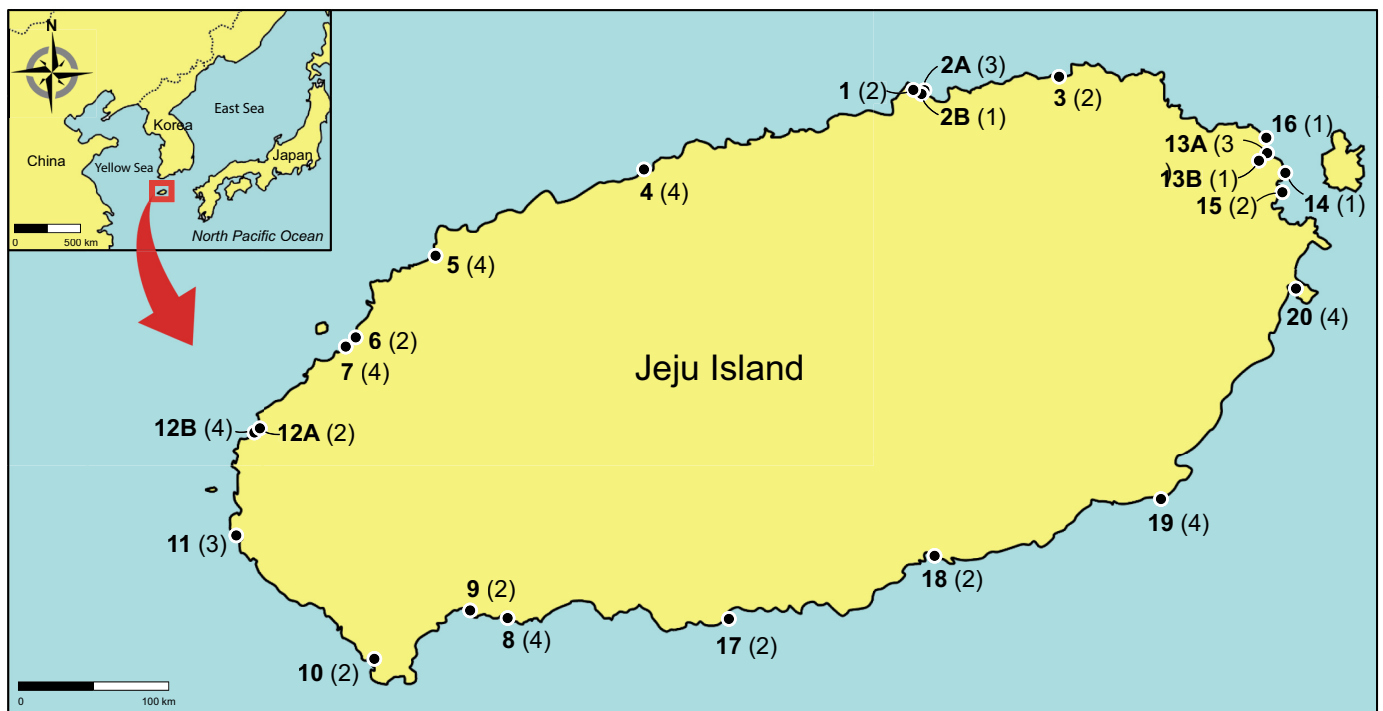 N
East Sea
Korea
China
Japan
Yellow Sea
0 500 km
North Pacific Ocean
2A (3)
1 (2)
3 (2)
2B (1)
16 (1)
13A (3
)
13B (1)
4 (4)
15 (2)
14 (1)
5 (4)
20 (4)
6 (2)
Jeju Island
7 (4)
12B (4)
12A (2)
19 (4)
11 (3)
18 (2)
9 (2)
8 (4)
17 (2)
10 (2)
0 100 km